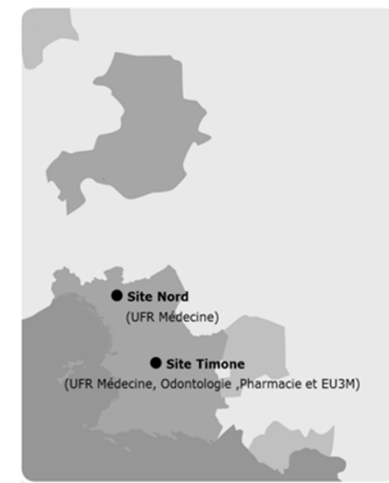 Site Nord
(UFR Médecine)
Site Timone
(UFR Médecine, Odontologie ,Pharmacie et EU3M)